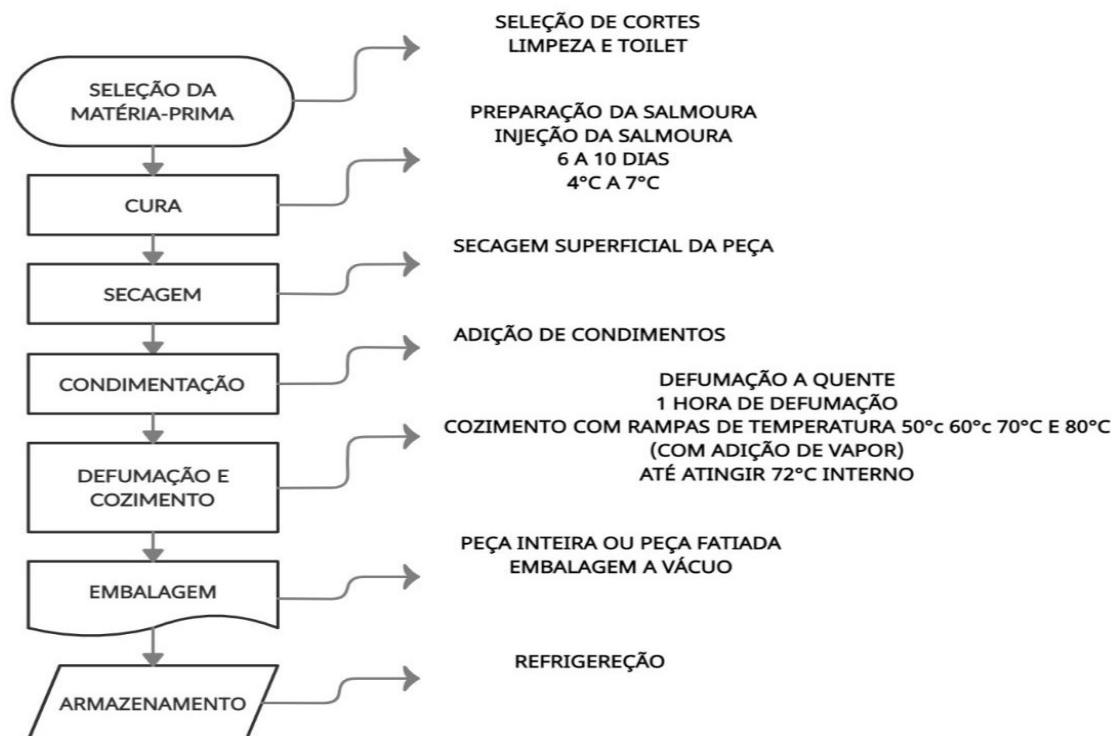 SELEÇÃO DE CORTES
LIMPEZA E TOILET
SELEÇÃO DA
MATÉRIA-PRIMA
PREPARAÇÃO DA SALMOURA
INJEÇÃO DA SALMOURA
6 A 10 DIAS
4°C A 7°C
CURA
SECAGEM SUPERFICIAL DA PEÇA
SECAGEM
ADIÇÃO DE CONDIMENTOS
CONDIMENTAÇÃO
DEFUMAÇÃO A QUENTE
1 HORA DE DEFUMAÇÃO
COZIMENTO COM RAMPAS DE TEMPERATURA 50°c 60°c 70°C E 80°C
(COM ADIÇÃO DE VAPOR)
ATÉ ATINGIR 72°C INTERNO
DEFUMAÇÃO E
COZIMENTO
PEÇA INTEIRA OU PEÇA FATIADA
EMBALAGEM A VÁCUO
EMBALAGEM
REFRIGEREÇÃO
ARMAZENAMENTO